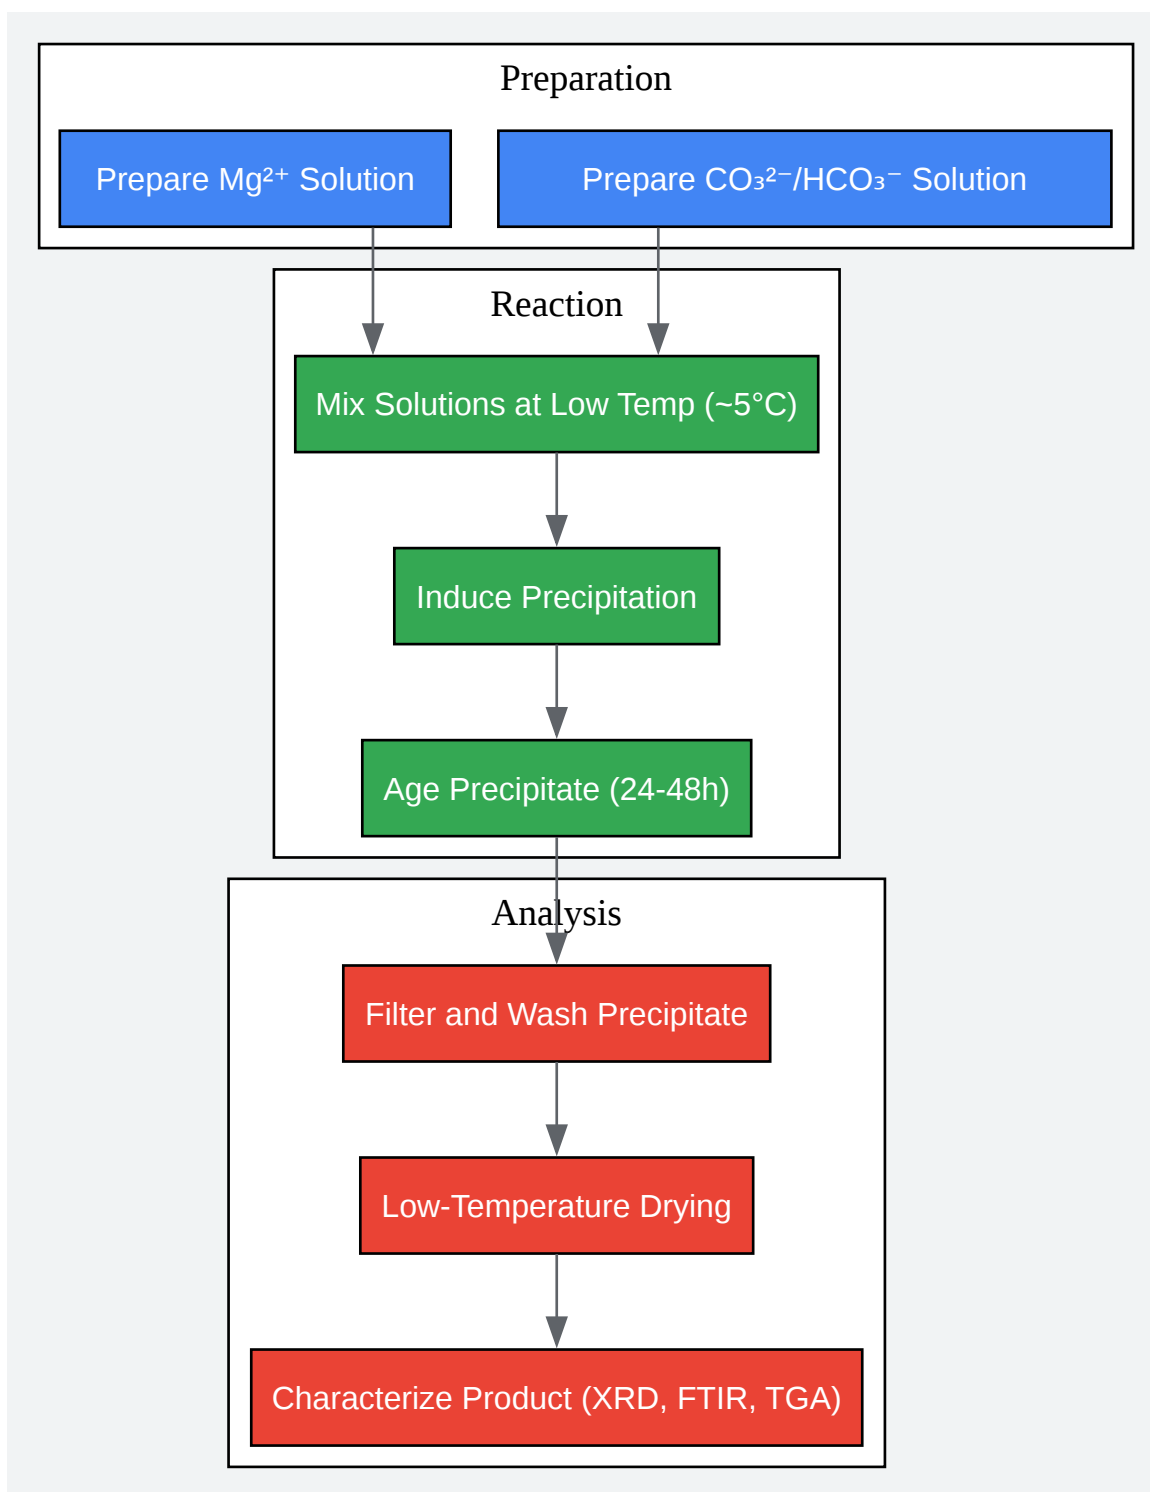 Preparation
Prepare Mg²⁺ Solution
Prepare CO₃²⁻/HCO₃⁻ Solution
Reaction
Mix Solutions at Low Temp (~5°C)
Induce Precipitation
Age Precipitate (24-48h)
Analysis
Filter and Wash Precipitate
Low-Temperature Drying
Characterize Product (XRD, FTIR, TGA)